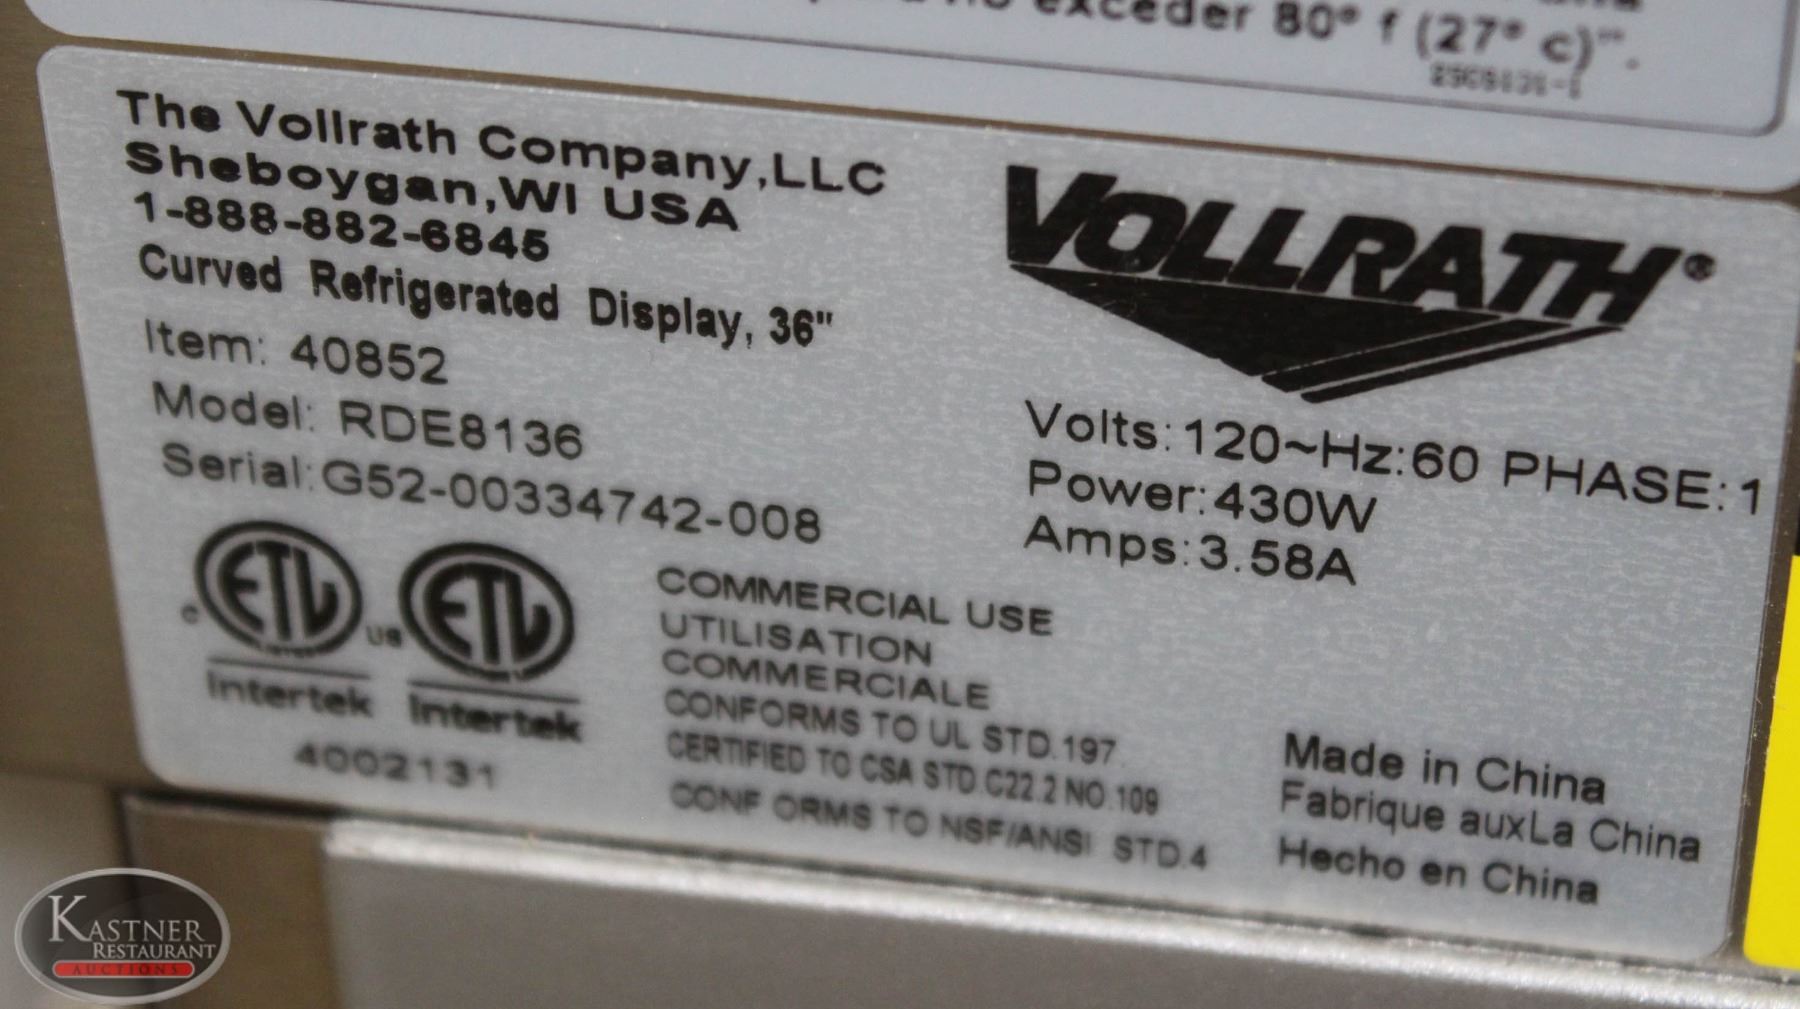 no exceder 80° f (27° c)".
The Vollrath Company,LLC
Sheboygan,WI USA
1-888-882-6845
Curved Refrigerated Display, 36"
Item: 40852
Model: RDE8136
Serial:G52-00334742-008
VOLLRATH®
Volts:120~Hz:60 PHASE:1
Power:430W
Amps:3.58A
c ETL US
Intertek
ETL
Intertek
4002131
COMMERCIAL USE
UTILISATION
COMMERCIALE
CONFORMS TO UL STD.197
CERTIFIED TO CSA STD C22.2 NO.109
CONF ORMS TO NSF/ANSI STD.4
Made in China
Fabrique auxLa China
Hecho en China
KASTNER
RESTAURANT
AUCTIONS